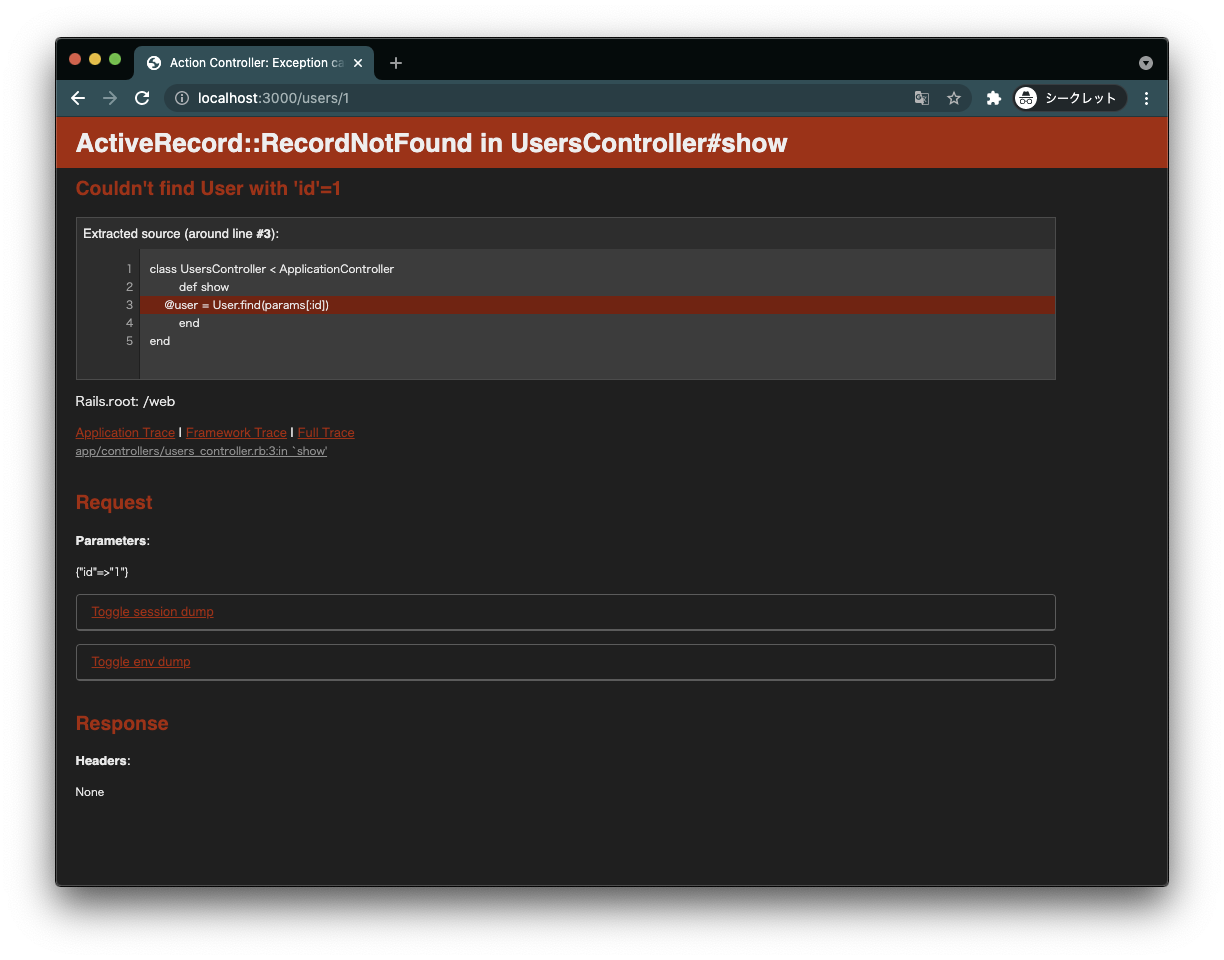 Action Controller: Exception ca
localhost:3000/users/1
シークレット
ActiveRecord::RecordNotFound in UsersController#show
Couldn't find User with 'id'=1
Extracted source (around line #3):
1 class UsersController < ApplicationController
2 def show
3 @user = User.find(params[:id])
4 end
5 end
Rails.root: /web
Application Trace | Framework Trace | Full Trace
app/controllers/users_controller.rb:3:in `show'
Request
Parameters:
{"id"=>"1"}
Toggle session dump
Toggle env dump
Response
Headers:
None